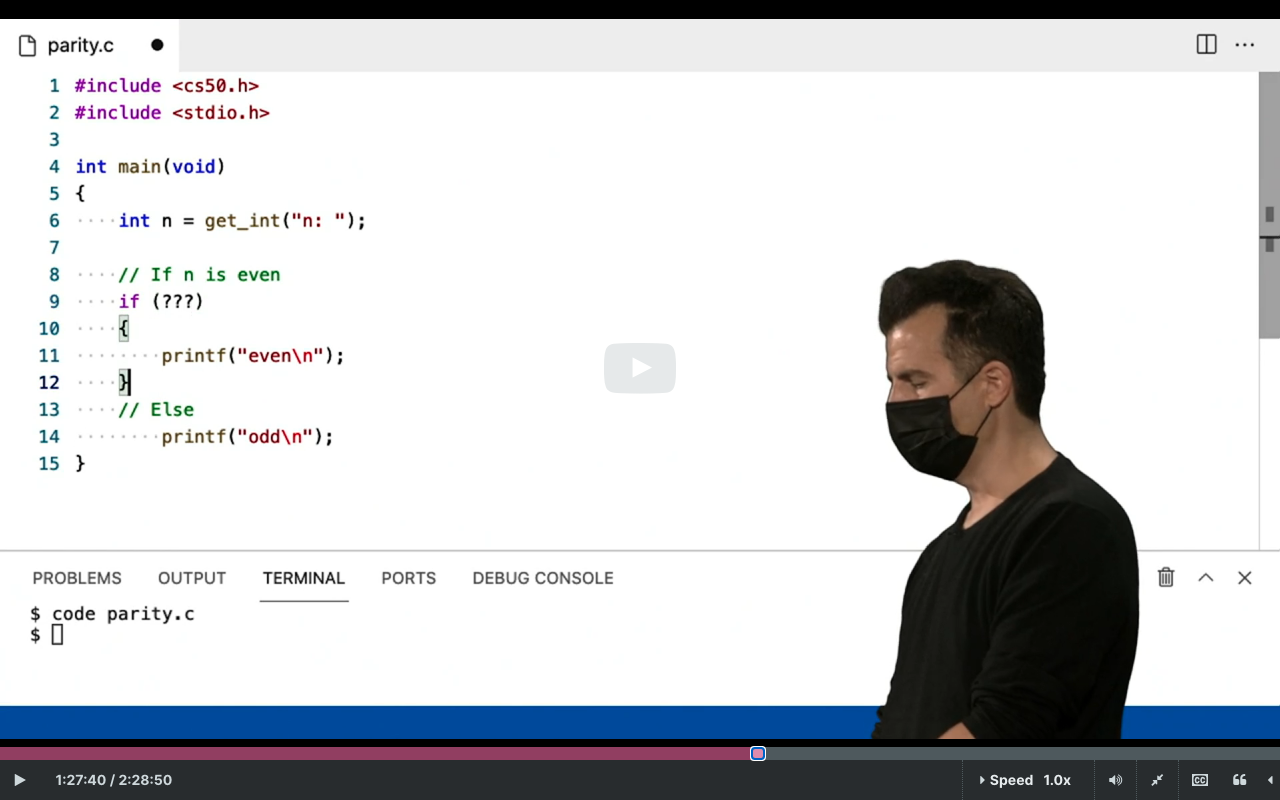 parity.c
1 #include <cs50.h>
2 #include <stdio.h>
3
4 int main(void)
5 {
6 ····int n = get_int("n: ");
7
8 ····// If n is even
9 ····if (???)
10 ····{
11 ········printf("even\n");
12 ····}
13 ····// Else
14 ········printf("odd\n");
15 }
PROBLEMS OUTPUT TERMINAL PORTS DEBUG CONSOLE
$ code parity.c
$
1:27:40 / 2:28:50 Speed 1.0x CC